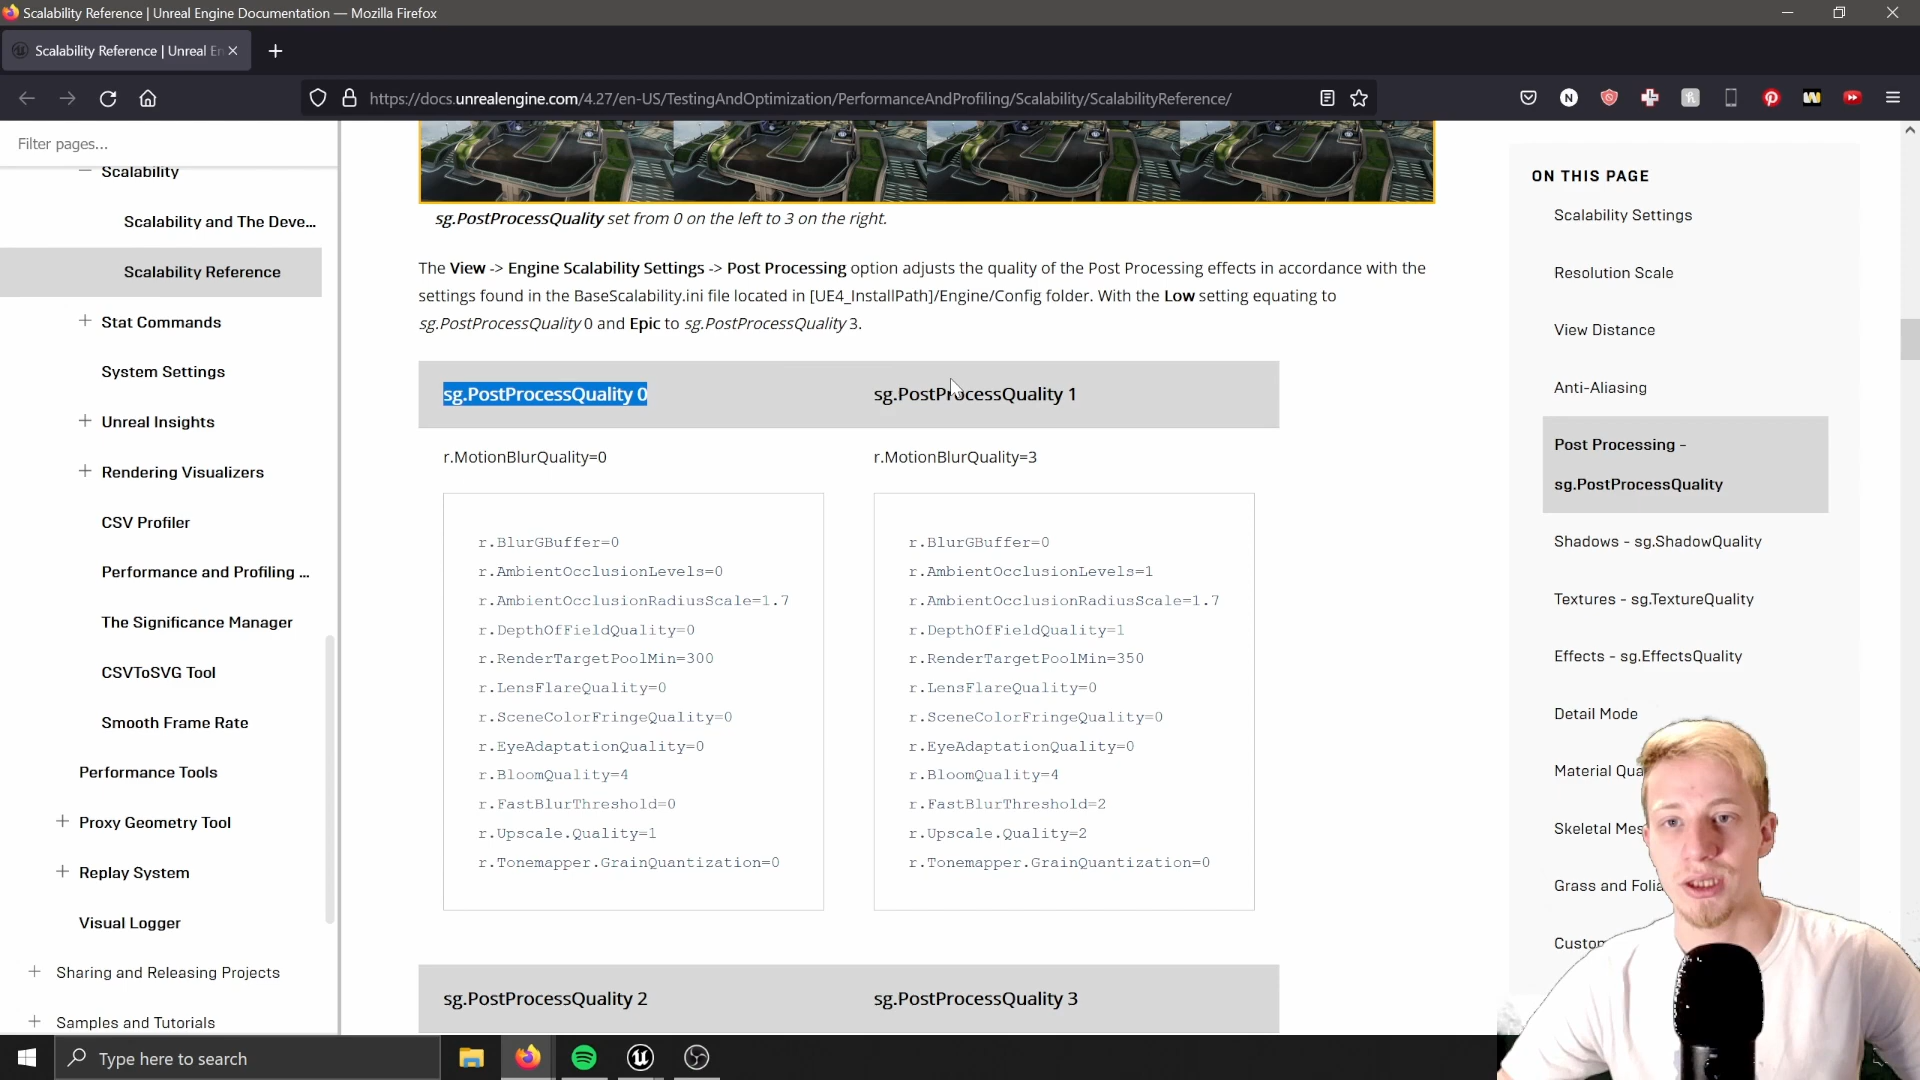 Scalability Reference | Unreal Engine Documentation — Mozilla Firefox
Scalability Reference | Unreal En
https://docs.unrealengine.com/4.27/en-US/TestingAndOptimization/PerformanceAndProfiling/Scalability/ScalabilityReference/
Filter pages...
Scalability
Scalability and The Deve...
Scalability Reference
Stat Commands
System Settings
Unreal Insights
Rendering Visualizers
CSV Profiler
Performance and Profiling ...
The Significance Manager
CSVToSVG Tool
Smooth Frame Rate
Performance Tools
Proxy Geometry Tool
Replay System
Visual Logger
Sharing and Releasing Projects
Samples and Tutorials
sg.PostProcessQuality set from 0 on the left to 3 on the right.
The View -> Engine Scalability Settings -> Post Processing option adjusts the quality of the Post Processing effects in accordance with the
settings found in the BaseScalability.ini file located in [UE4_InstallPath]/Engine/Config folder. With the Low setting equating to
sg.PostProcessQuality 0 and Epic to sg.PostProcessQuality 3.
sg.PostProcessQuality 0
r.MotionBlurQuality=0
r.BlurGBuffer=0
r.AmbientOcclusionLevels=0
r.AmbientOcclusionRadiusScale=1.7
r.DepthOfFieldQuality=0
r.RenderTargetPoolMin=300
r.LensFlareQuality=0
r.SceneColorFringeQuality=0
r.EyeAdaptationQuality=0
r.BloomQuality=4
r.FastBlurThreshold=0
r.Upscale.Quality=1
r.Tonemapper.GrainQuantization=0
sg.PostProcessQuality 1
r.MotionBlurQuality=3
r.BlurGBuffer=0
r.AmbientOcclusionLevels=1
r.AmbientOcclusionRadiusScale=1.7
r.DepthOfFieldQuality=1
r.RenderTargetPoolMin=350
r.LensFlareQuality=0
r.SceneColorFringeQuality=0
r.EyeAdaptationQuality=0
r.BloomQuality=4
r.FastBlurThreshold=2
r.Upscale.Quality=2
r.Tonemapper.GrainQuantization=0
sg.PostProcessQuality 2
sg.PostProcessQuality 3
ON THIS PAGE
Scalability Settings
Resolution Scale
View Distance
Anti-Aliasing
Post Processing -
sg.PostProcessQuality
Shadows - sg.ShadowQuality
Textures - sg.TextureQuality
Effects - sg.EffectsQuality
Detail Mode
Material Qua
Skeletal Mes
Grass and Folia
Custom
Type here to search